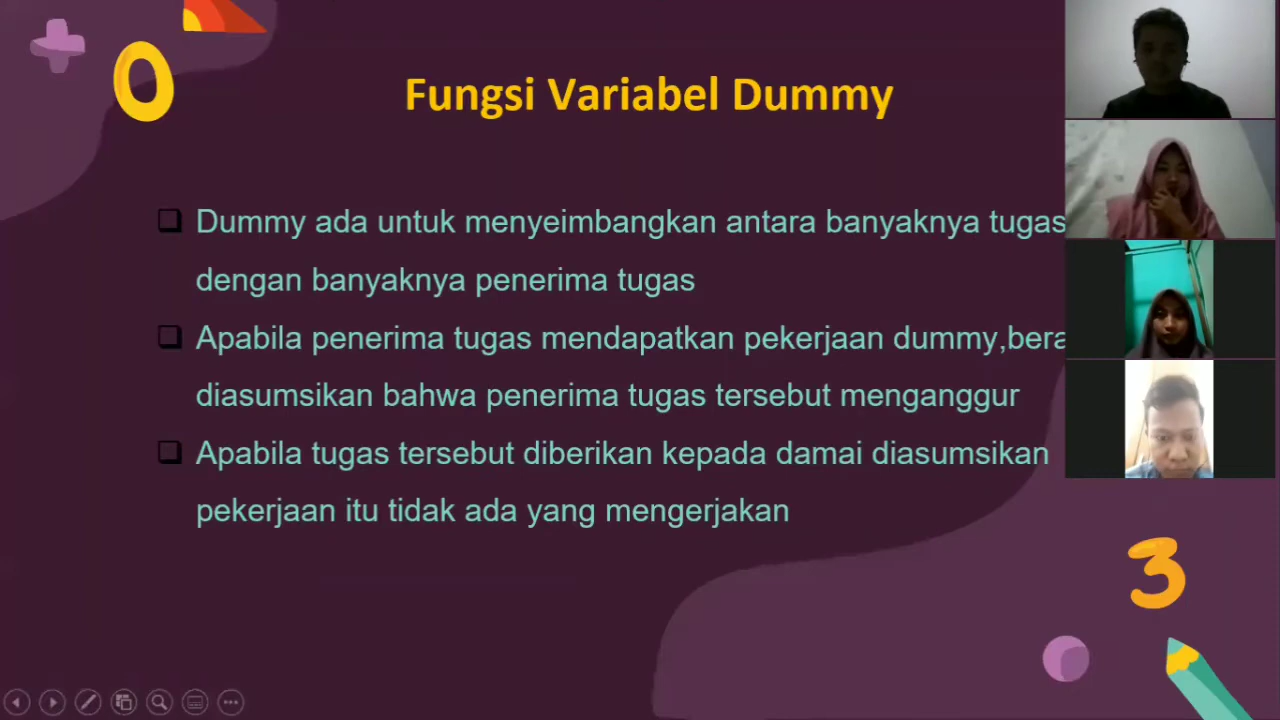 0
Fungsi Variabel Dummy
Dummy ada untuk menyeimbangkan antara banyaknya tugas
dengan banyaknya penerima tugas
Apabila penerima tugas mendapatkan pekerjaan dummy,
diasumsikan bahwa penerima tugas tersebut menganggur
Apabila tugas tersebut diberikan kepada damai diasumsikan
pekerjaan itu tidak ada yang mengerjakan
3